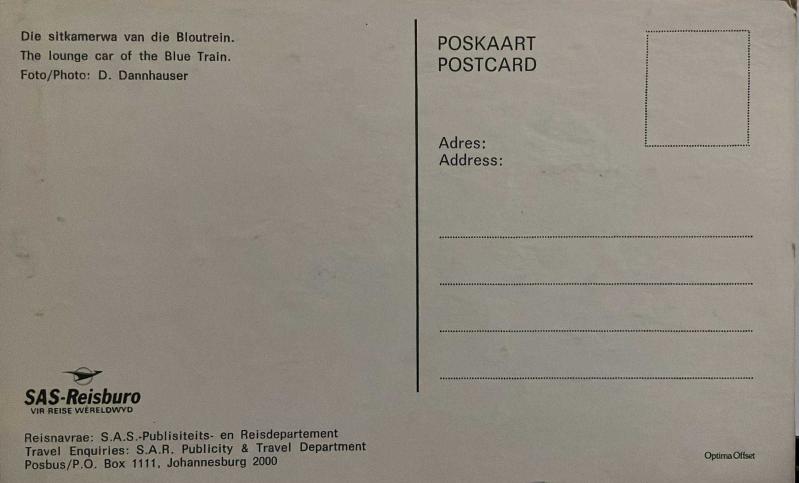 Die sitkamerwa van die Bloutrein.
The lounge car of the Blue Train.
Foto/Photo: D. Dannhauser
POSKAART
POSTCARD
Adres:
Address:
SAS-Reisburo
VIR REISE WÊRELDWYD
Reisnavrae: S.A.S.-Publisiteits- en Reisdepartement
Travel Enquiries: S.A.R. Publicity & Travel Department
Posbus/P.O. Box 1111, Johannesburg 2000
Optima Offset